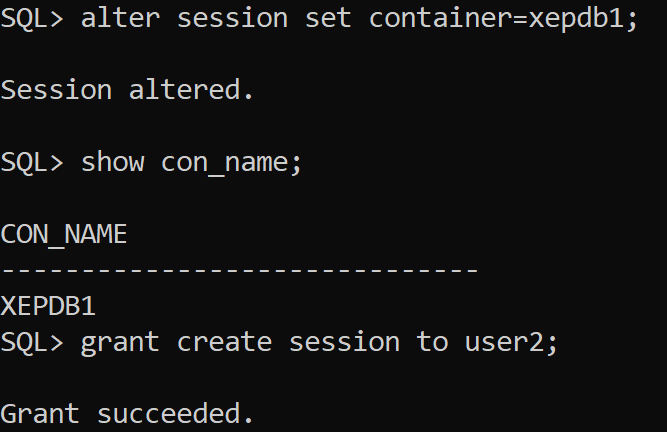 SQL> alter session set container=xepdb1;
Session altered.
SQL> show con_name;
CON_NAME
------------------------------
XEPDB1
SQL> grant create session to user2;
Grant succeeded.